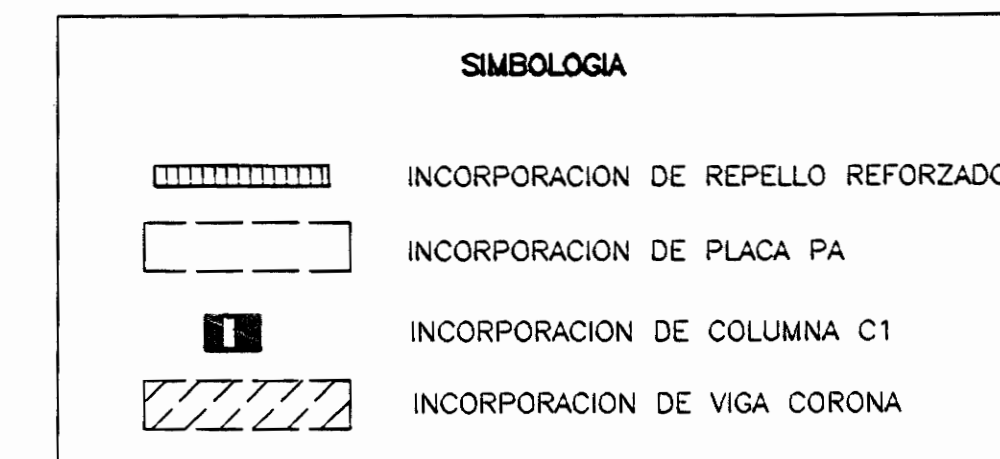 SIMBOLOGIA
INCORPORACION DE REPELLO REFORZADO
INCORPORACION DE PLACA PA
INCORPORACION DE COLUMNA C1
INCORPORACION DE VIGA CORONA